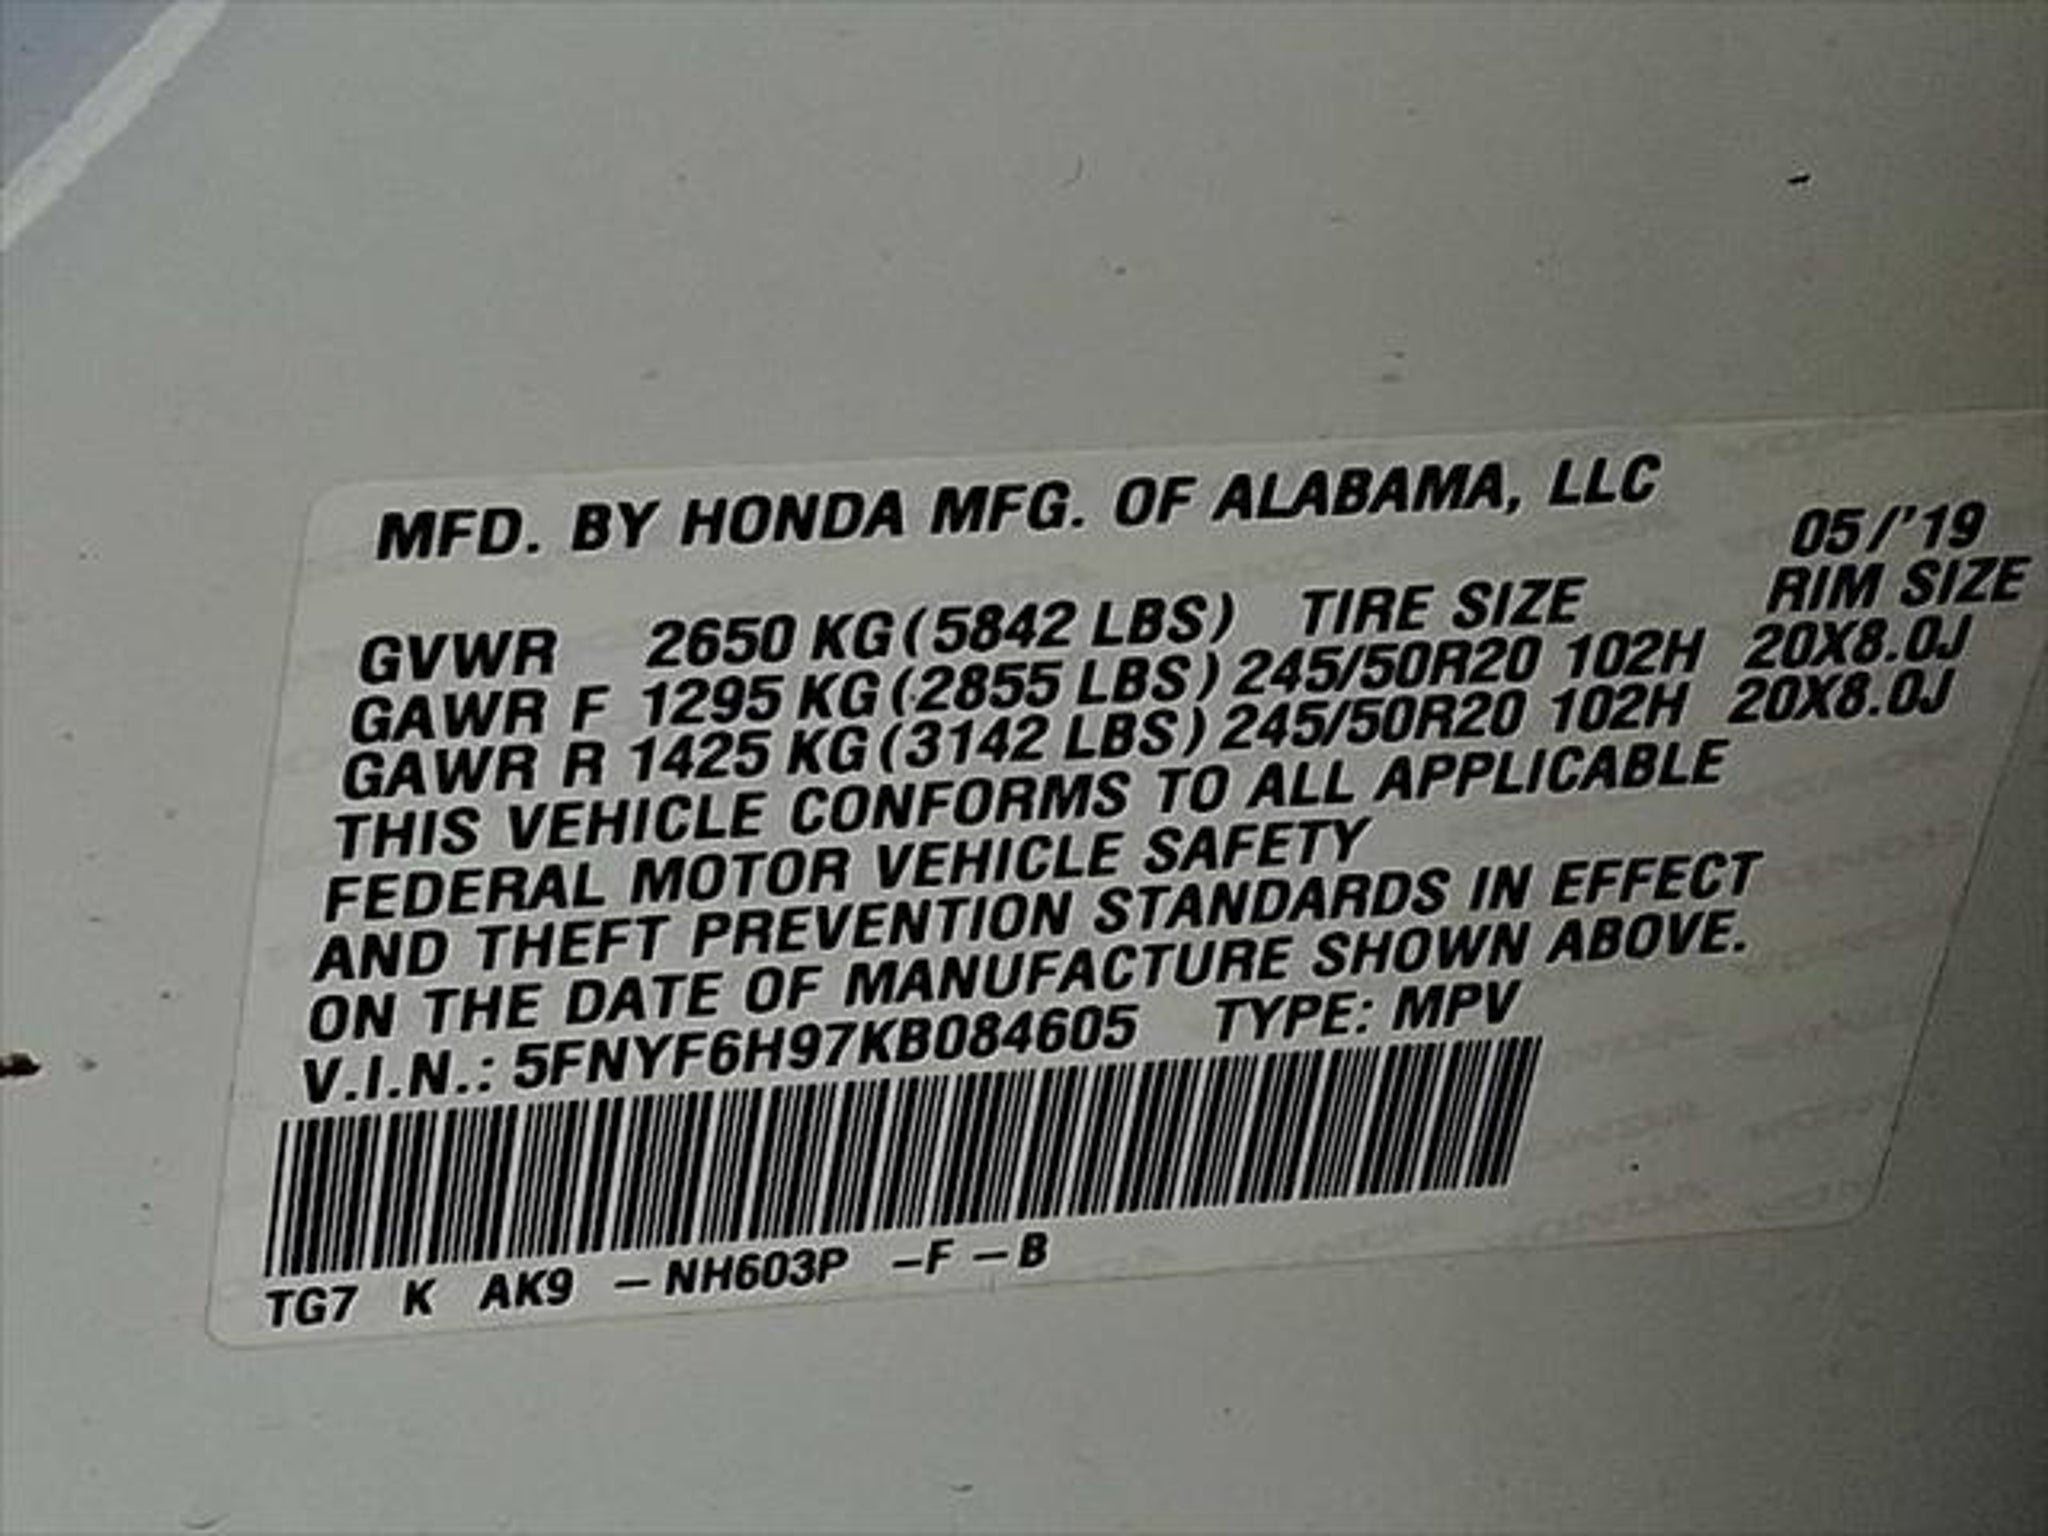 MFD. BY HONDA MFG. OF ALABAMA, LLC
05/'19
GVWR 2650 KG (5842 LBS) TIRE SIZE RIM SIZE
GAWR F 1295 KG (2855 LBS) 245/50R20 102H 20X8.0J
GAWR R 1425 KG (3142 LBS) 245/50R20 102H 20X8.0J
THIS VEHICLE CONFORMS TO ALL APPLICABLE
FEDERAL MOTOR VEHICLE SAFETY
AND THEFT PREVENTION STANDARDS IN EFFECT
ON THE DATE OF MANUFACTURE SHOWN ABOVE.
V.I.N.: 5FNYF6H97KB084605 TYPE: MPV
TG7 K AK9 – NH603P –F – B